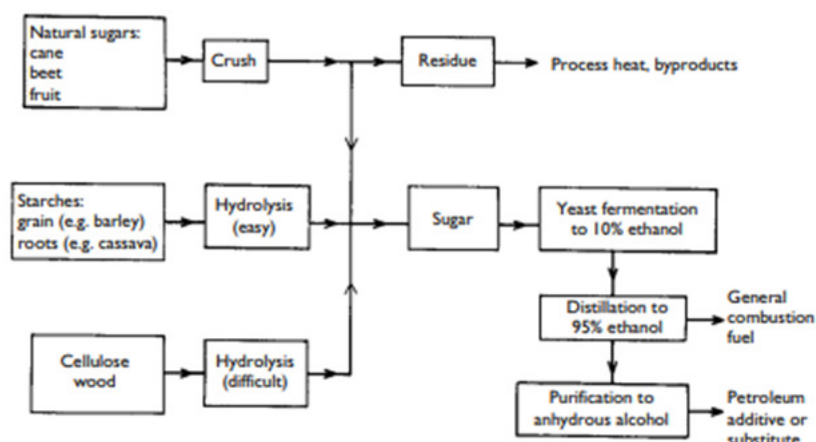 Natural sugars:
cane
beet
fruit
Crush
Residue
Process heat, byproducts
Starches:
grain (e.g. barley)
roots (e.g. cassava)
Hydrolysis
(easy)
Sugar
Yeast fermentation
to 10% ethanol
Distillation to
95% ethanol
General
combustion
fuel
Cellulose
wood
Hydrolysis
(difficult)
Purification to
anhydrous alcohol
Petroleum
additive or
substitute